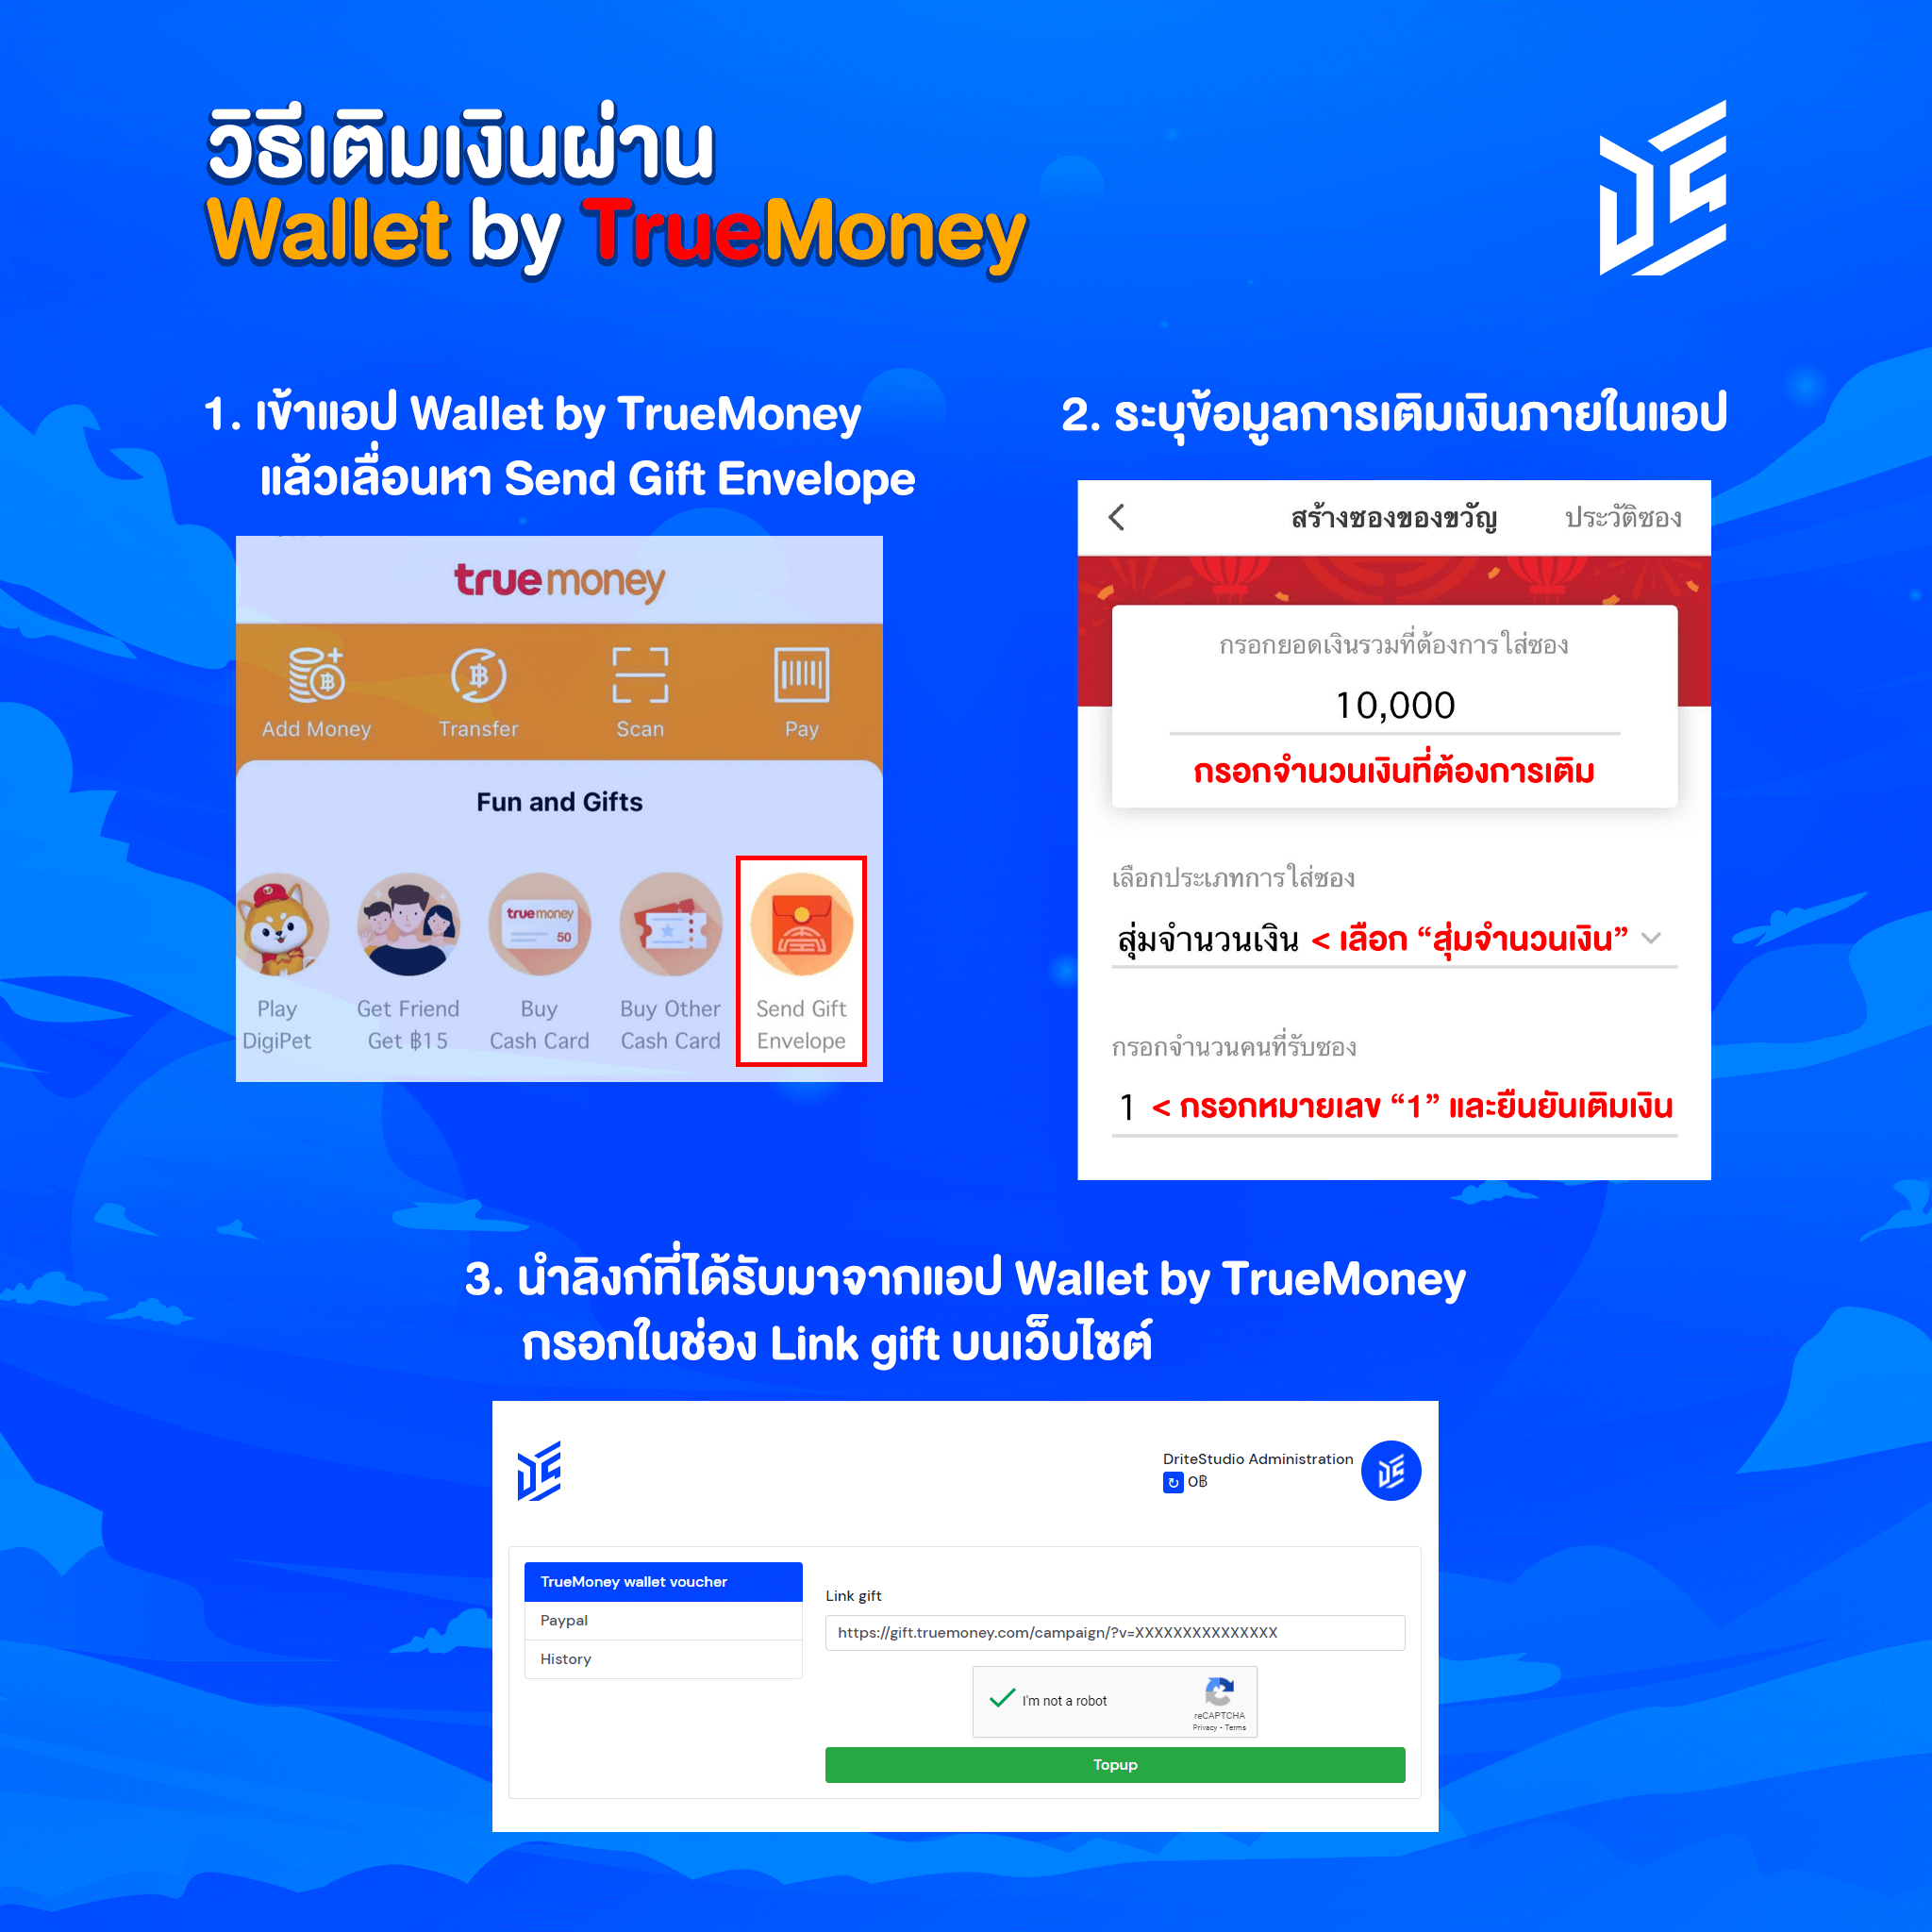 วิธีเติมเงินผ่าน
Wallet by TrueMoney
1. เข้าแอป Wallet by TrueMoney
แล้วเลื่อนหา Send Gift Envelope
truemoney
Add Money
Transfer
Scan
Pay
Fun and Gifts
truemoney
50
Play
DigiPet
Get Friend
Get ฿15
Buy
Cash Card
Buy Other
Cash Card
Send Gift
Envelope
2. ระบุข้อมูลการเติมเงินภายในแอป
สร้างซองของขวัญ
ประวัติซอง
กรอกยอดเงินรวมที่ต้องการใส่ซอง
10,000
กรอกจำนวนเงินที่ต้องการเติม
เลือกประเภทการใส่ซอง
สุ่มจำนวนเงิน < เลือก “สุ่มจำนวนเงิน”
กรอกจำนวนคนที่รับซอง
1 < กรอกหมายเลข “1” และยืนยันเติมเงิน
3. นำลิงก์ที่ได้รับมาจากแอป Wallet by TrueMoney
กรอกในช่อง Link gift บนเว็บไซต์
DriteStudio Administration
0฿
TrueMoney wallet voucher
Paypal
History
Link gift
https://gift.truemoney.com/campaign/?v=XXXXXXXXXXXXXXX
I'm not a robot
reCAPTCHA
Privacy - Terms
Topup